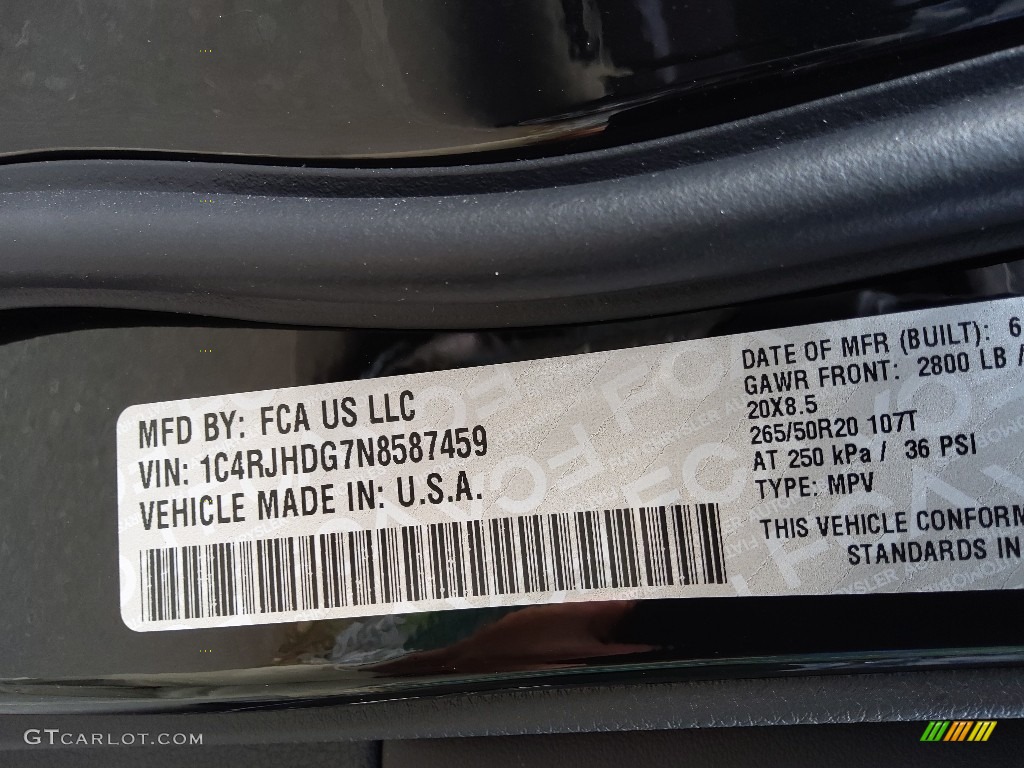 MFD BY: FCA US LLC
VIN: 1C4RJHDG7N8587459
VEHICLE MADE IN: U.S.A.
DATE OF MFR (BUILT): 6
GAWR FRONT: 2800 LB /
20X8.5
265/50R20 107T
AT 250 kPa / 36 PSI
TYPE: MPV
THIS VEHICLE CONFORM
STANDARDS IN
GTCARLOT.COM